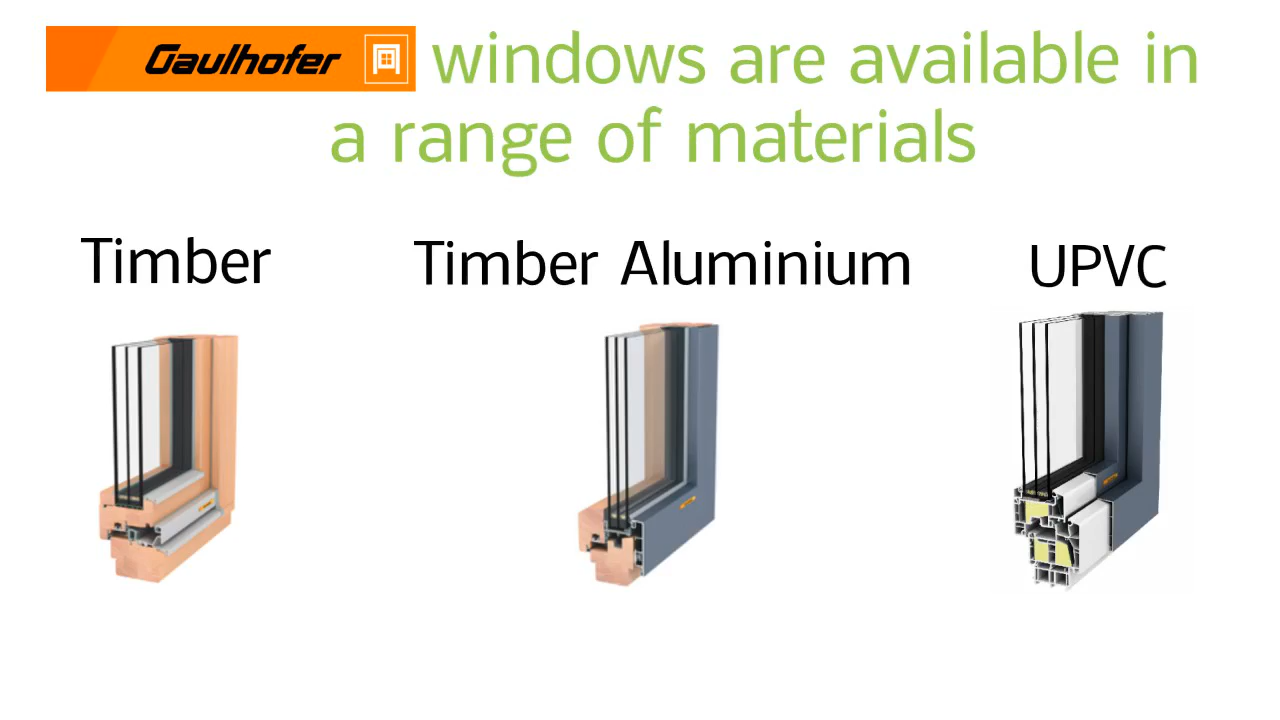 Gaulhofer windows are available in
a range of materials
Timber
Timber Aluminium
UPVC